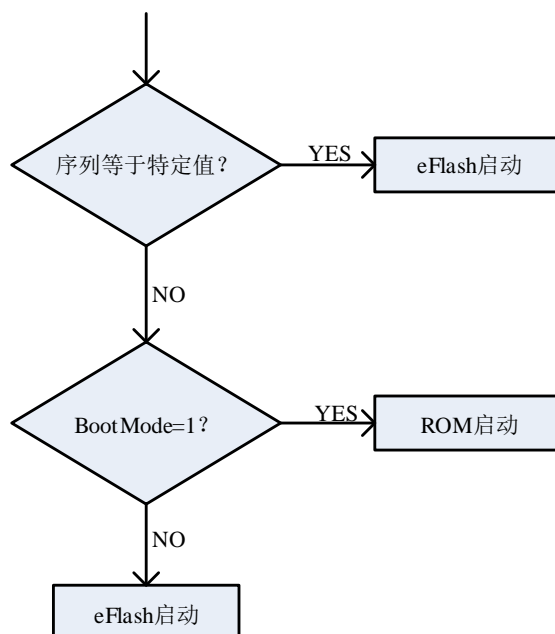 序列等于特定值？
YES
eFlash启动
NO
BootMode=1？
YES
ROM启动
NO
eFlash启动